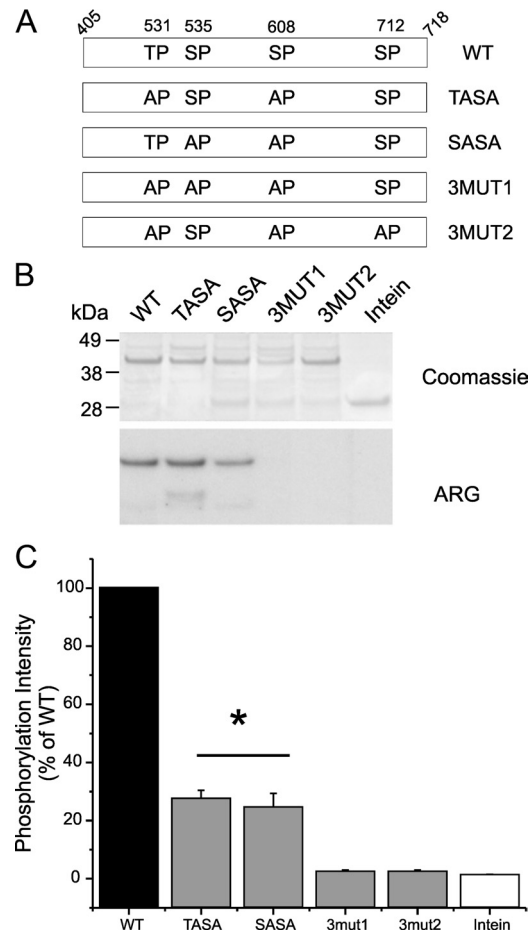 A
405 531 535 608 712 718
TP SP SP SP WT
AP SP AP SP TASA
TP AP AP SP SASA
AP AP AP SP 3MUT1
AP SP AP AP 3MUT2
B
kDa WT TASA SASA 3MUT1 3MUT2 Intein
49
38
28
Coomassie
ARG
C
Phosphorylation Intensity
(% of WT)
100
80
60
40
20
0
*
WT TASA SASA 3mut1 3mut2 Intein